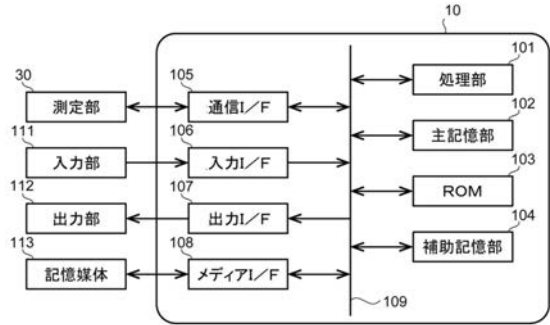 10
101
処理部
30
測定部
105
通信I/F
102
主記憶部
111
入力部
106
入力I/F
103
ROM
112
出力部
107
出力I/F
104
補助記憶部
113
記憶媒体
108
メディアI/F
109